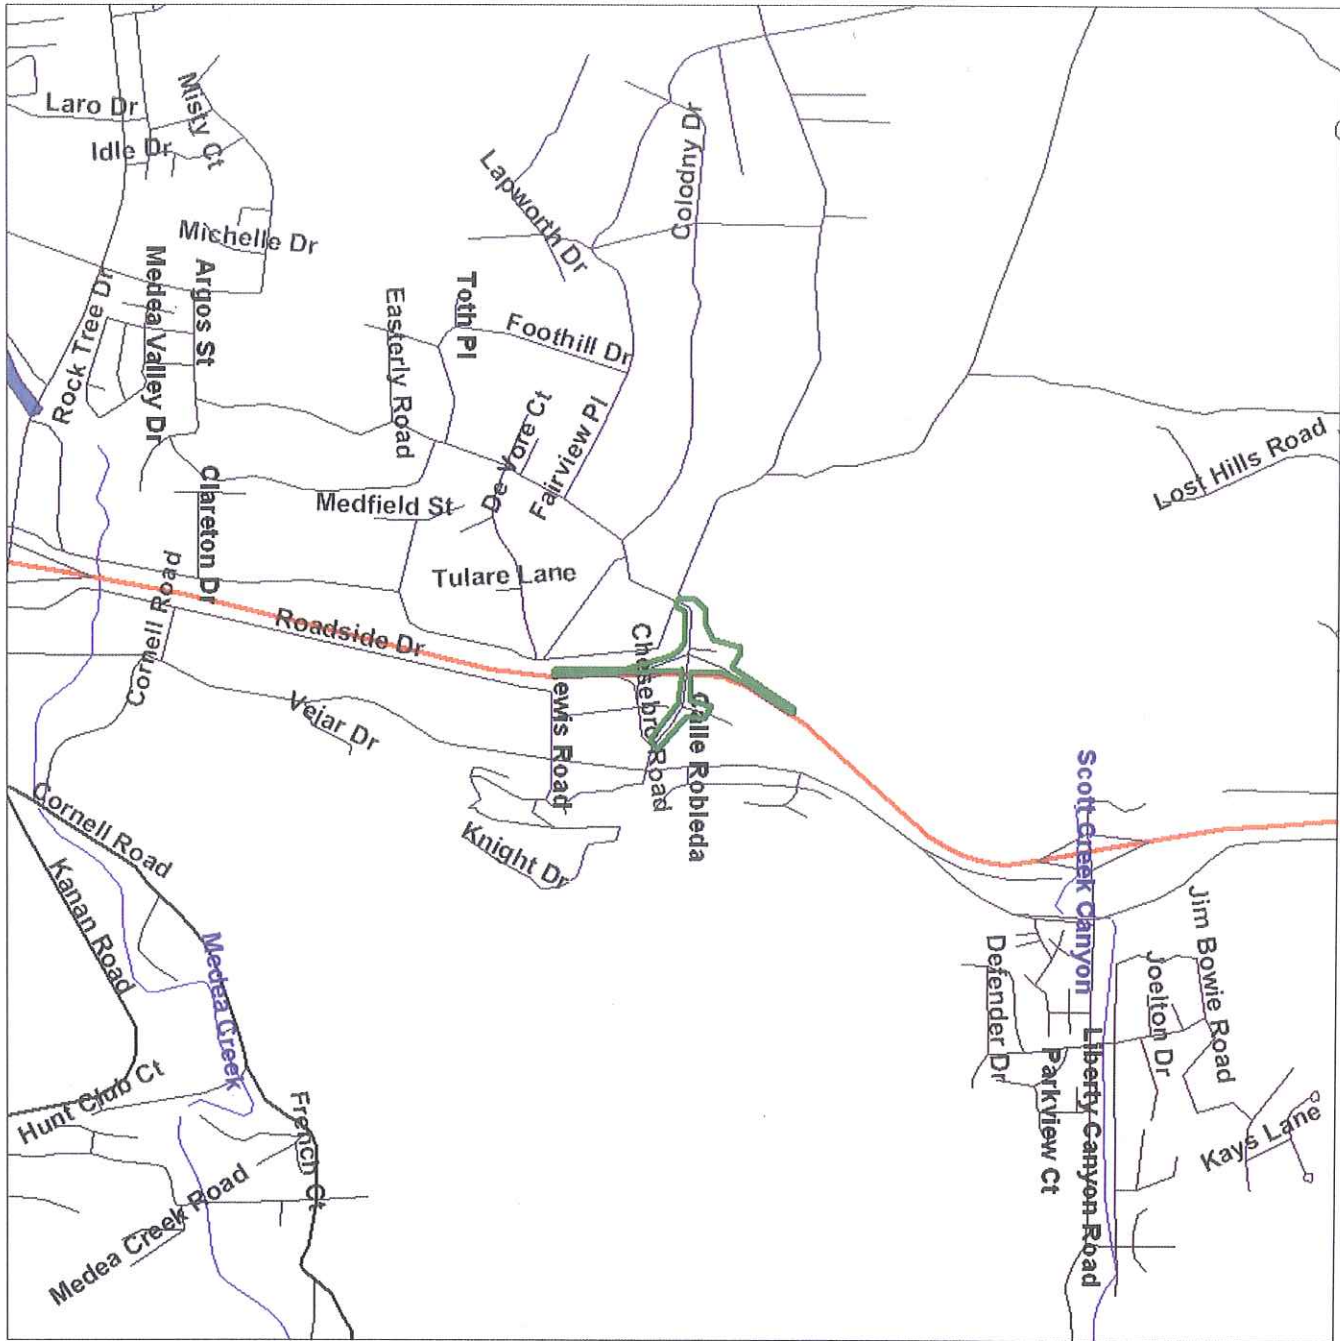 Laro Dr
Misty Ct
Idle Dr
Colodny Dr
Lapworth Dr
Michelle Dr
Argos St
Medea Valley Dr
Rock Tree Dr
Toth Pl
Easterly Road
Foothill Dr
De Vore Ct
Fairview Pl
Lost Hills Road
Clareton Dr
Medfield St
Tulare Lane
Cornell Road
Roadside Dr
Chesebro Road
Calle Robleda
ewis Road
Vejar Dr
Knight Dr
Scott Creek Canyon
Cornell Road
Kanan Road
Medea Creek
Defender Dr
Jim Bowie Road
Joelton Dr
Parkview Ct
Liberty Canyon Road
Kays Lane
Hunt Club Ct
French Ct
Medea Creek Road